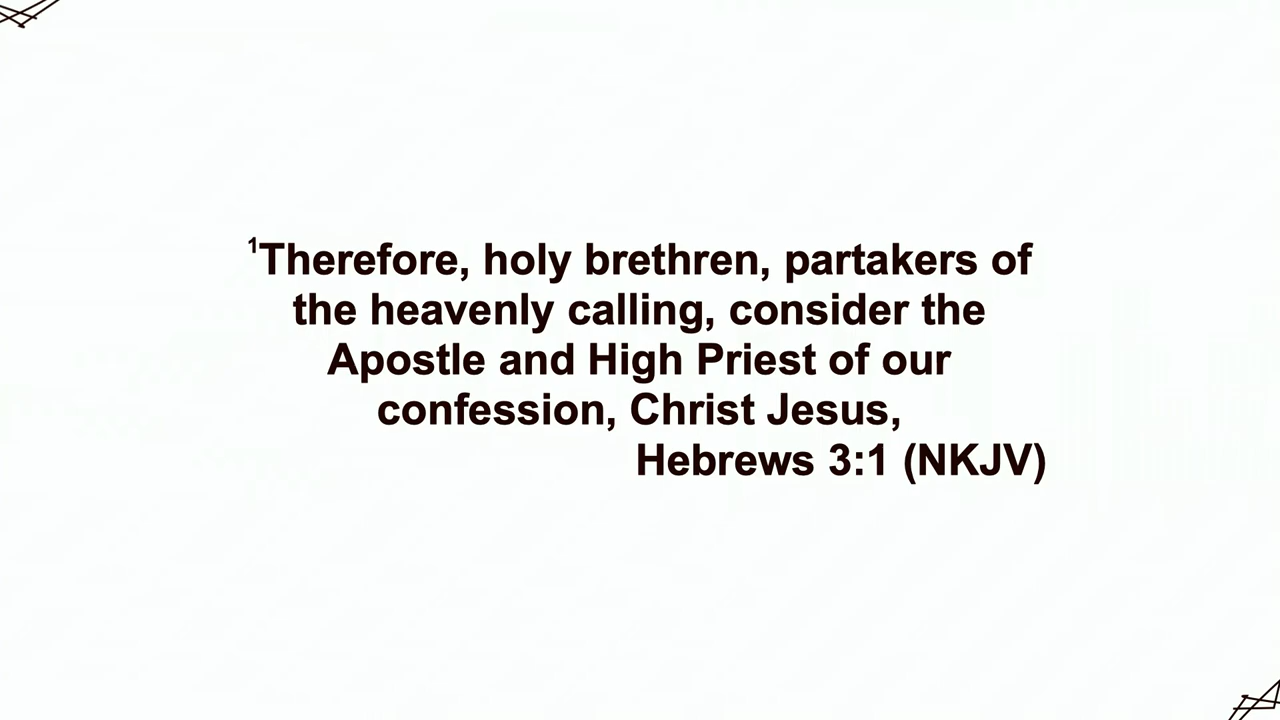 ¹Therefore, holy brethren, partakers of
the heavenly calling, consider the
Apostle and High Priest of our
confession, Christ Jesus,
Hebrews 3:1 (NKJV)